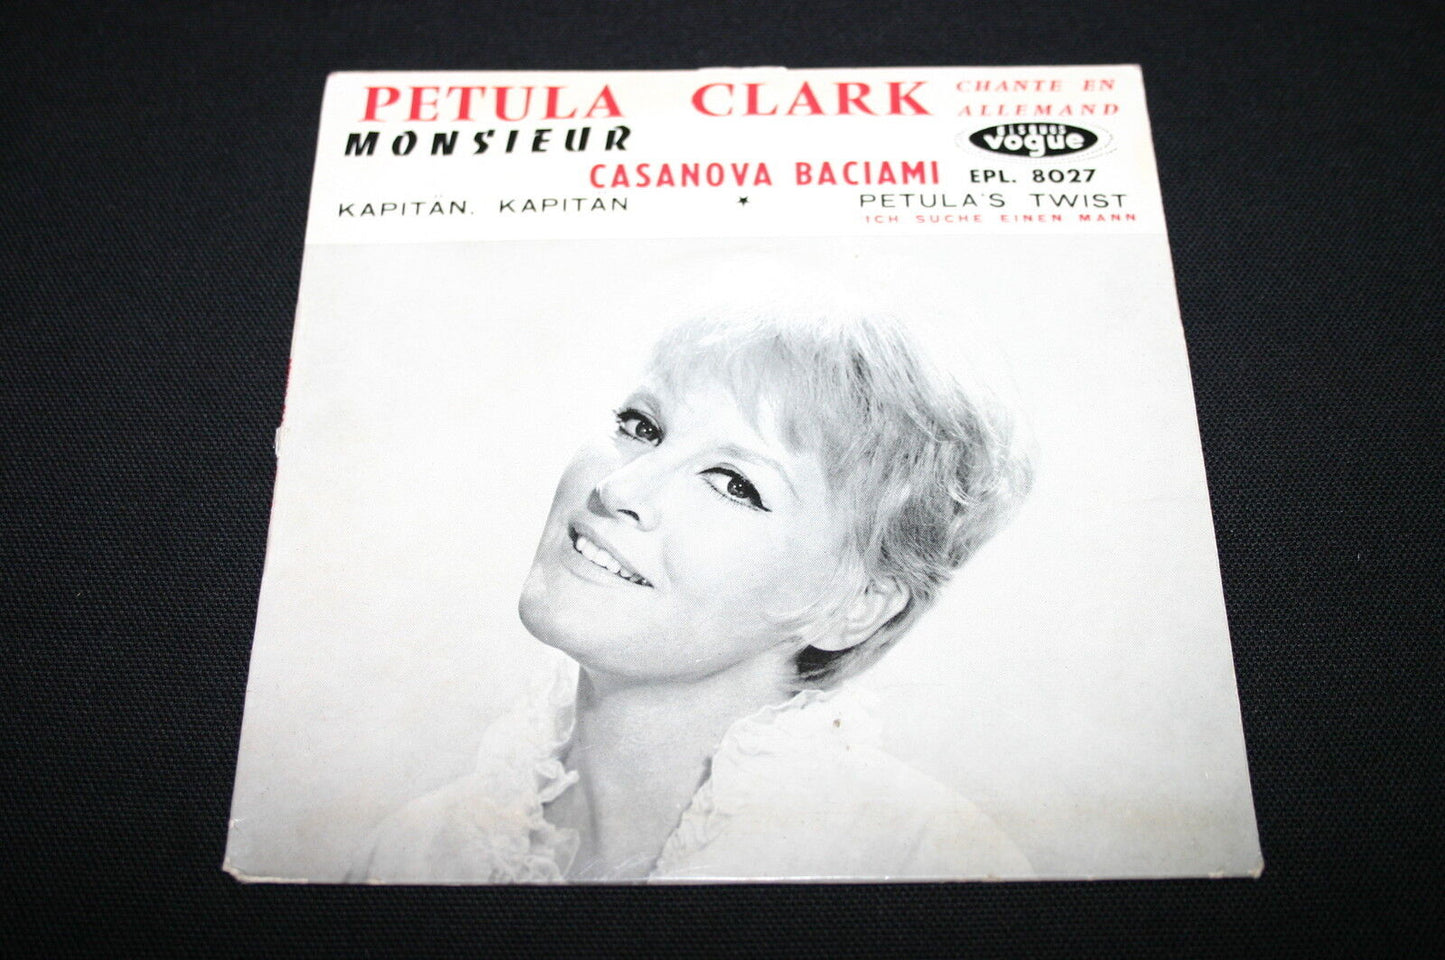 PETULA CLARK
CHANTE EN
ALLEMAND
MONSIEUR
DISQUES
vogue
CASANOVA BACIAMI
EPL. 8027
KAPITÄN, KAPITÄN
★
PETULA'S TWIST
ICH SUCHE EINEN MANN